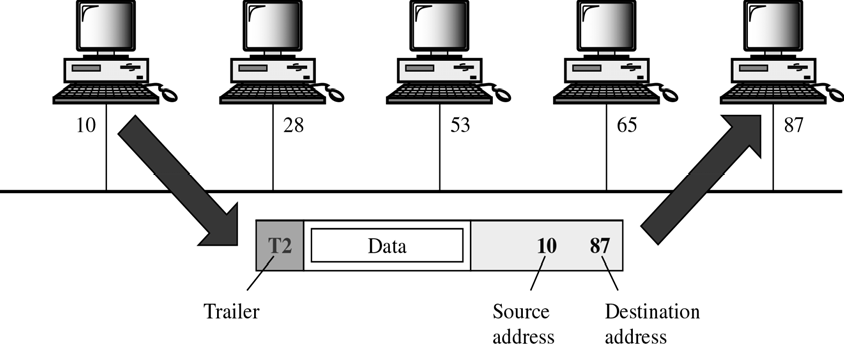 10
28
53
65
87
T2
Data
10
87
Trailer
Source
address
Destination
address